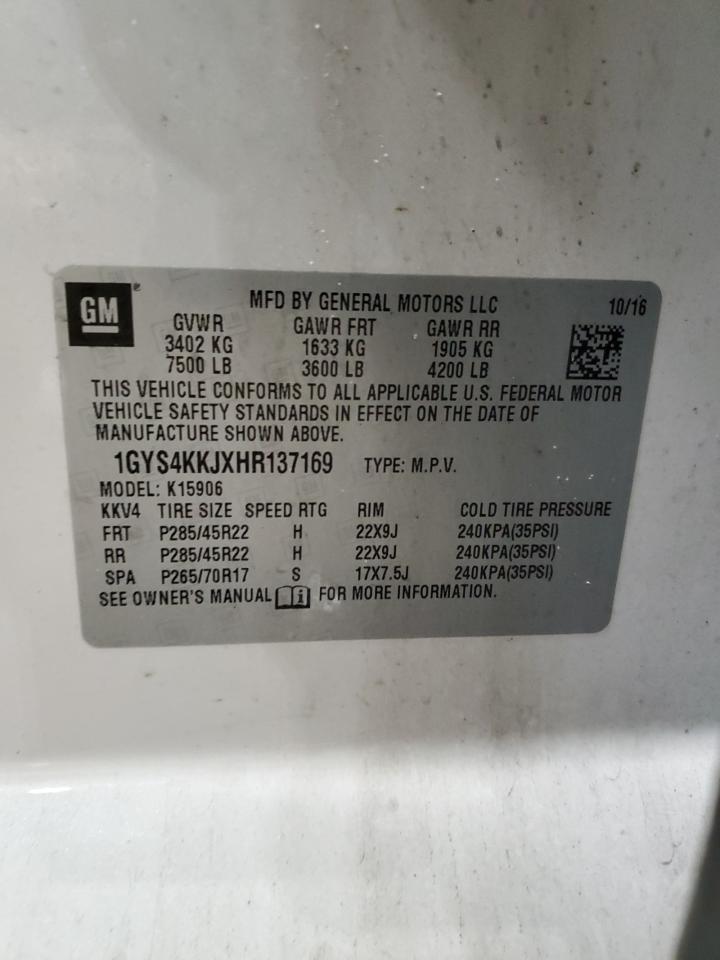 GM
MFD BY GENERAL MOTORS LLC 10/16
GVWR GAWR FRT GAWR RR
3402 KG 1633 KG 1905 KG
7500 LB 3600 LB 4200 LB
THIS VEHICLE CONFORMS TO ALL APPLICABLE U.S. FEDERAL MOTOR
VEHICLE SAFETY STANDARDS IN EFFECT ON THE DATE OF
MANUFACTURE SHOWN ABOVE.
1GYS4KKJXHR137169 TYPE: M.P.V.
MODEL: K15906
KKV4 TIRE SIZE SPEED RTG RIM COLD TIRE PRESSURE
FRT P285/45R22 H 22X9J 240KPA(35PSI)
RR P285/45R22 H 22X9J 240KPA(35PSI)
SPA P265/70R17 S 17X7.5J 240KPA(35PSI)
SEE OWNER'S MANUAL i FOR MORE INFORMATION.